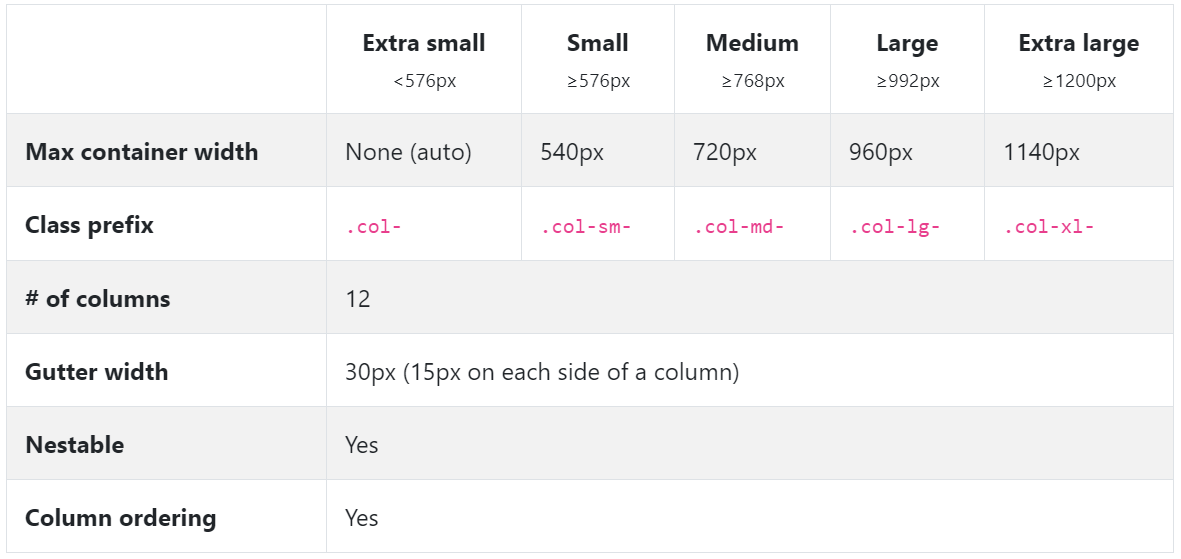 Extra small Small Medium Large Extra large
<576px ≥576px ≥768px ≥992px ≥1200px
Max container width None (auto) 540px 720px 960px 1140px
Class prefix .col- .col-sm- .col-md- .col-lg- .col-xl-
# of columns 12
Gutter width 30px (15px on each side of a column)
Nestable Yes
Column ordering Yes